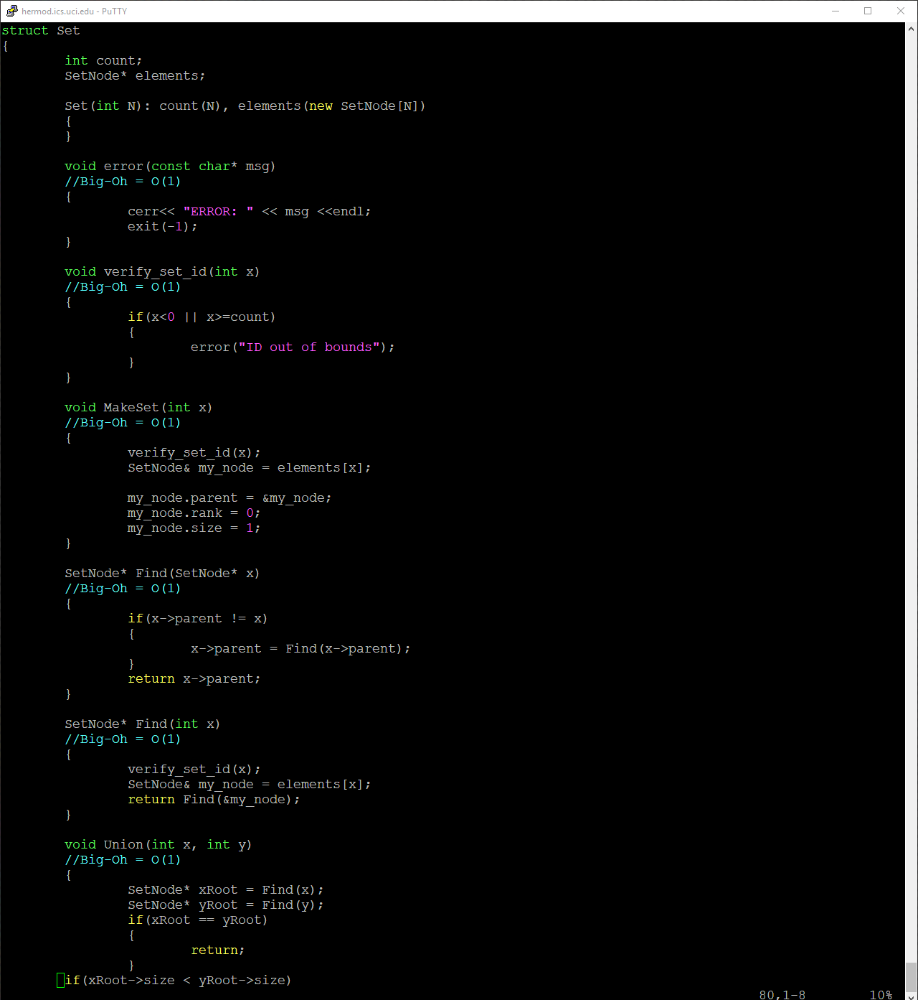 hermod.ics.uci.edu - PuTTY
struct Set
{
        int count;
        SetNode* elements;

        Set(int N): count(N), elements(new SetNode[N])
        {
        }

        void error(const char* msg)
        //Big-Oh = O(1)
        {
                cerr<< "ERROR: " << msg <<endl;
                exit(-1);
        }

        void verify_set_id(int x)
        //Big-Oh = O(1)
        {
                if(x<0 || x>=count)
                {
                        error("ID out of bounds");
                }
        }

        void MakeSet(int x)
        //Big-Oh = O(1)
        {
                verify_set_id(x);
                SetNode& my_node = elements[x];

                my_node.parent = &my_node;
                my_node.rank = 0;
                my_node.size = 1;
        }

        SetNode* Find(SetNode* x)
        //Big-Oh = O(1)
        {
                if(x->parent != x)
                {
                        x->parent = Find(x->parent);
                }
                return x->parent;
        }

        SetNode* Find(int x)
        //Big-Oh = O(1)
        {
                verify_set_id(x);
                SetNode& my_node = elements[x];
                return Find(&my_node);
        }

        void Union(int x, int y)
        //Big-Oh = O(1)
        {
                SetNode* xRoot = Find(x);
                SetNode* yRoot = Find(y);
                if(xRoot == yRoot)
                {
                        return;
                }
        if(xRoot->size < yRoot->size)
80,1-8        10%